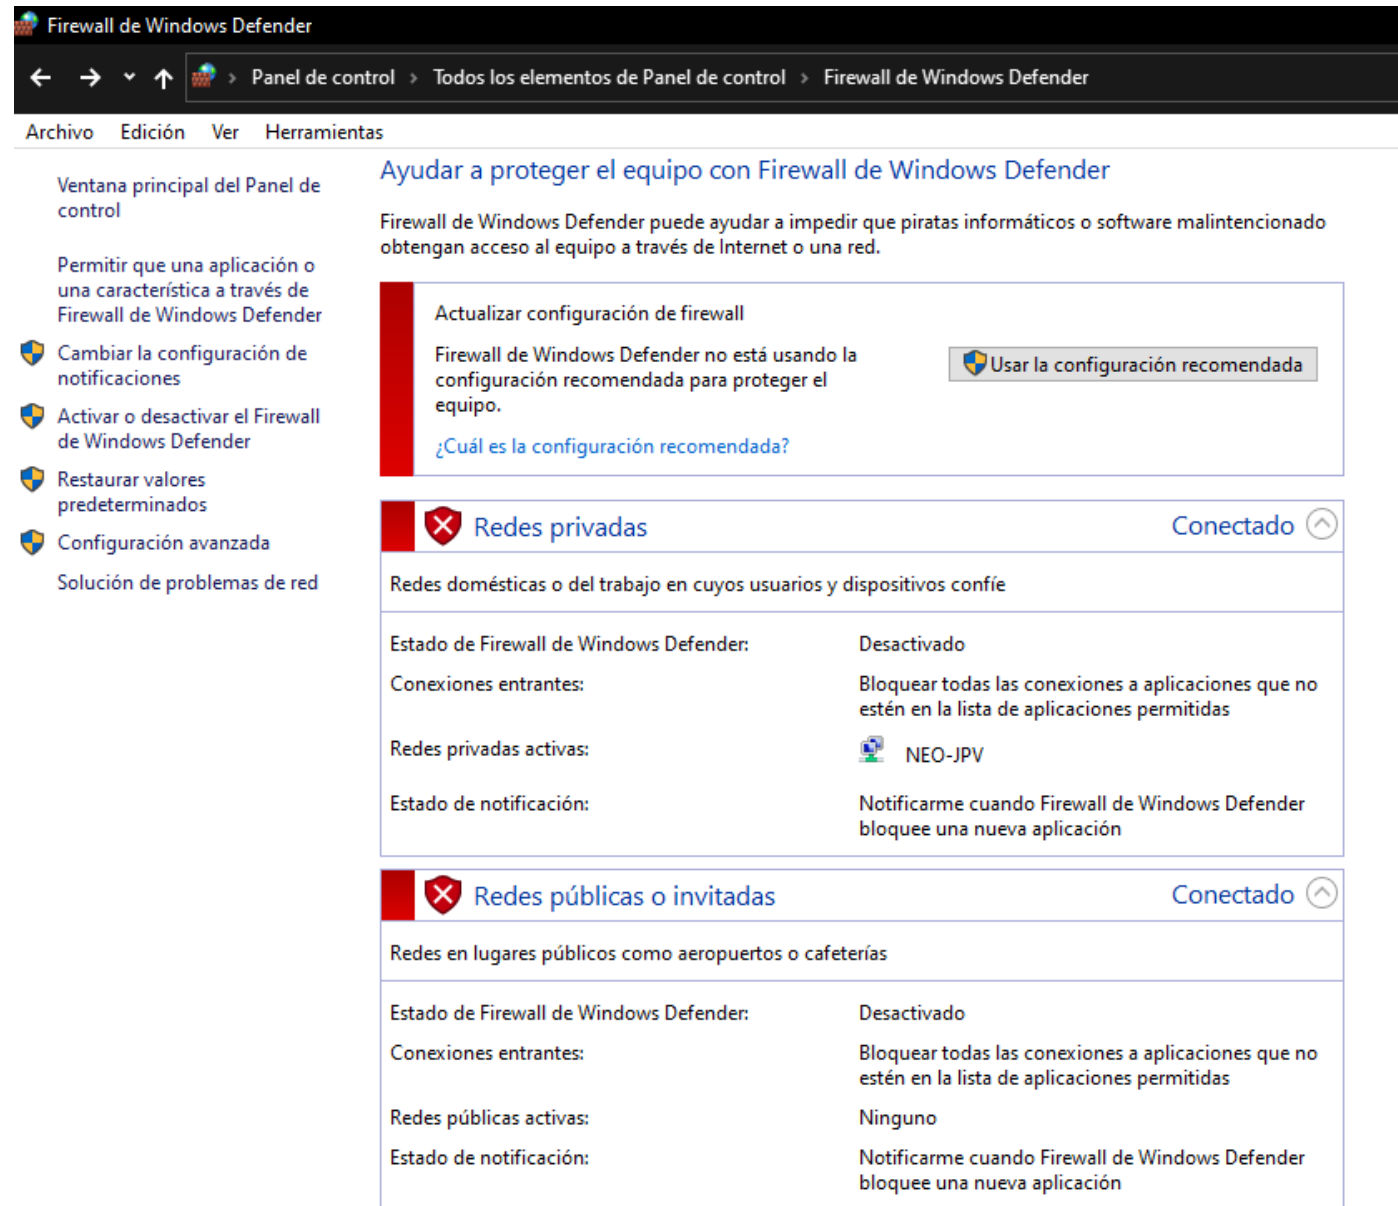 Firewall de Windows Defender
Panel de control > Todos los elementos de Panel de control > Firewall de Windows Defender
Archivo Edición Ver Herramientas
Ventana principal del Panel de
control
Permitir que una aplicación o
una característica a través de
Firewall de Windows Defender
Cambiar la configuración de
notificaciones
Activar o desactivar el Firewall
de Windows Defender
Restaurar valores
predeterminados
Configuración avanzada
Solución de problemas de red
Ayudar a proteger el equipo con Firewall de Windows Defender
Firewall de Windows Defender puede ayudar a impedir que piratas informáticos o software malintencionado
obtengan acceso al equipo a través de Internet o una red.
Actualizar configuración de firewall
Firewall de Windows Defender no está usando la
configuración recomendada para proteger el
equipo.
Usar la configuración recomendada
¿Cuál es la configuración recomendada?
Redes privadas Conectado
Redes domésticas o del trabajo en cuyos usuarios y dispositivos confíe
Estado de Firewall de Windows Defender: Desactivado
Conexiones entrantes: Bloquear todas las conexiones a aplicaciones que no
estén en la lista de aplicaciones permitidas
Redes privadas activas: NEO-JPV
Estado de notificación: Notificarme cuando Firewall de Windows Defender
bloquee una nueva aplicación
Redes públicas o invitadas Conectado
Redes en lugares públicos como aeropuertos o cafeterías
Estado de Firewall de Windows Defender: Desactivado
Conexiones entrantes: Bloquear todas las conexiones a aplicaciones que no
estén en la lista de aplicaciones permitidas
Redes públicas activas: Ninguno
Estado de notificación: Notificarme cuando Firewall de Windows Defender
bloquee una nueva aplicación